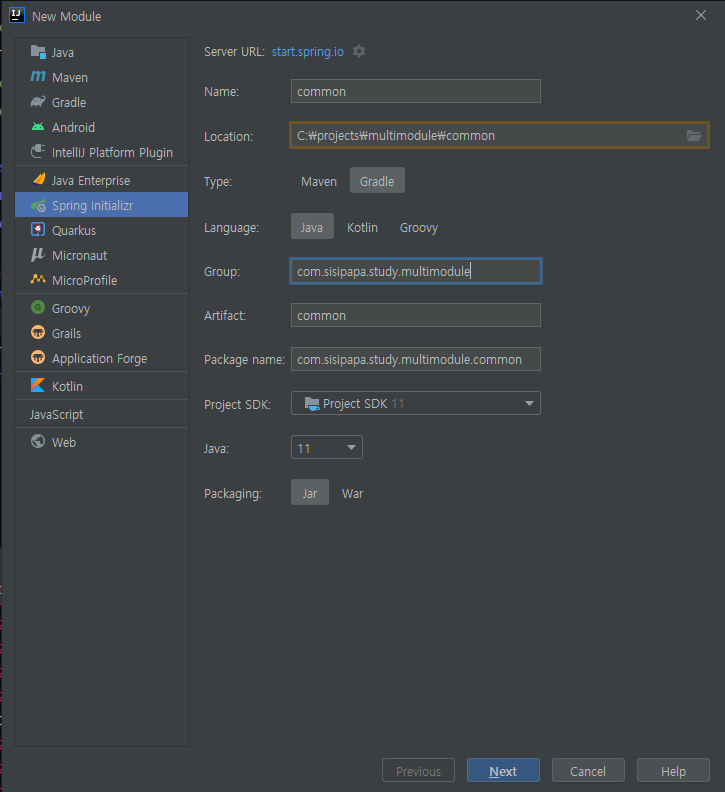 New Module
Java
Maven
Gradle
Android
IntelliJ Platform Plugin
Java Enterprise
Spring Initializr
Quarkus
Micronaut
MicroProfile
Groovy
Grails
Application Forge
Kotlin
JavaScript
Web
Server URL: start.spring.io
Name: common
Location: C:₩projects₩multimodule₩common
Type: Maven Gradle
Language: Java Kotlin Groovy
Group: com.sisipapa.study.multimodule
Artifact: common
Package name: com.sisipapa.study.multimodule.common
Project SDK: Project SDK 11
Java: 11
Packaging: Jar War
Previous Next Cancel Help